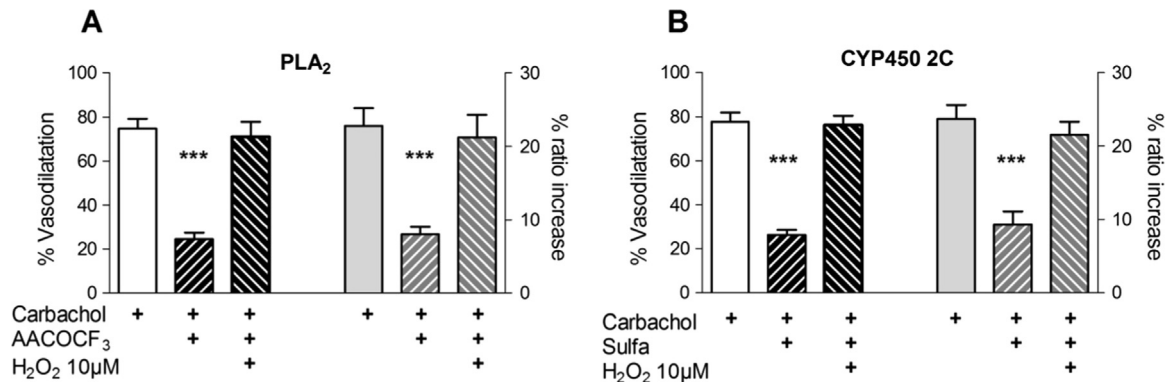 A
PLA₂
% Vasodilatation
100
80
60
40
20
0
***
***
30
20
10
0
% ratio increase
Carbachol + + + + + +
AACOCF₃ + + + +
H₂O₂ 10µM + +
B
CYP450 2C
% Vasodilatation
100
80
60
40
20
0
***
***
30
20
10
0
% ratio increase
Carbachol + + + + + +
Sulfa + + + +
H₂O₂ 10µM + +